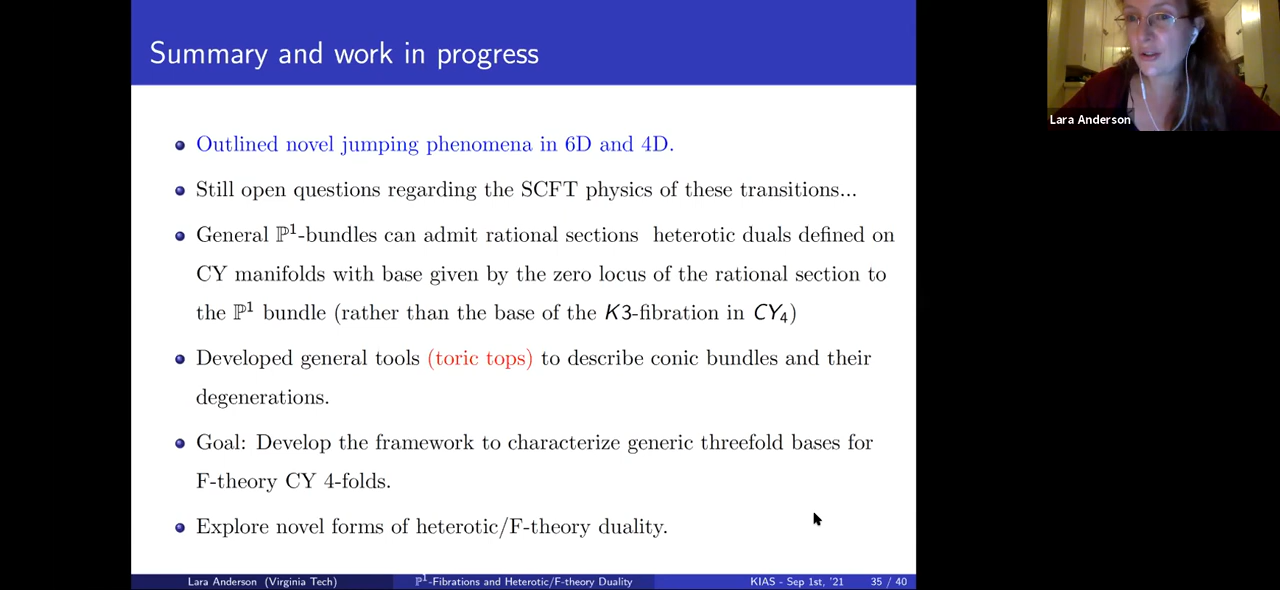 Summary and work in progress
Outlined novel jumping phenomena in 6D and 4D.
Still open questions regarding the SCFT physics of these transitions...
General ℙ¹-bundles can admit rational sections heterotic duals defined on
CY manifolds with base given by the zero locus of the rational section to
the ℙ¹ bundle (rather than the base of the K3-fibration in CY₄)
Developed general tools (toric tops) to describe conic bundles and their
degenerations.
Goal: Develop the framework to characterize generic threefold bases for
F-theory CY 4-folds.
Explore novel forms of heterotic/F-theory duality.
Lara Anderson (Virginia Tech) ℙ¹-Fibrations and Heterotic/F-theory Duality KIAS - Sep 1st, '21 35 / 40
Lara Anderson